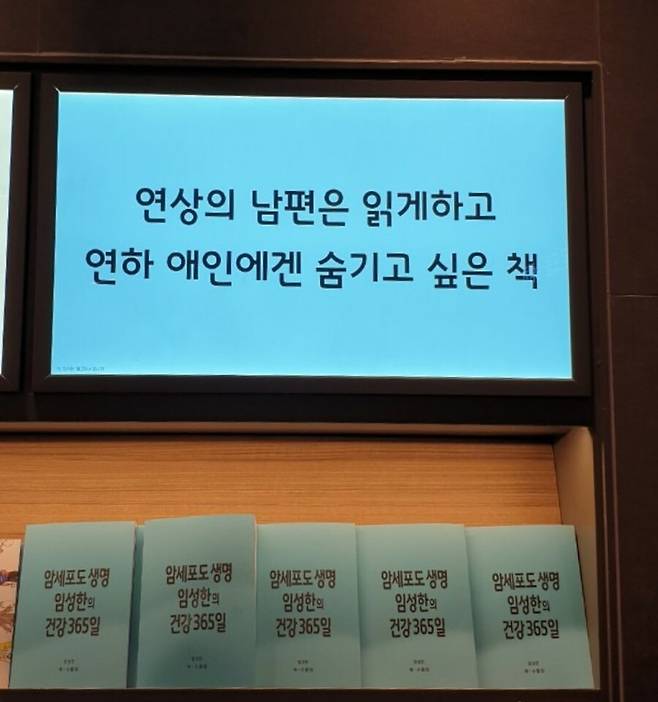 연상의 남편은 읽게하고
연하 애인에겐 숨기고 싶은 책
암세포도 생명
임성한의
건강 365일
암세포도 생명
임성한의
건강 365일
암세포도 생명
임성한의
건강 365일
암세포도 생명
임성한의
건강 365일
암세포도 생명
임성한의
건강 365일